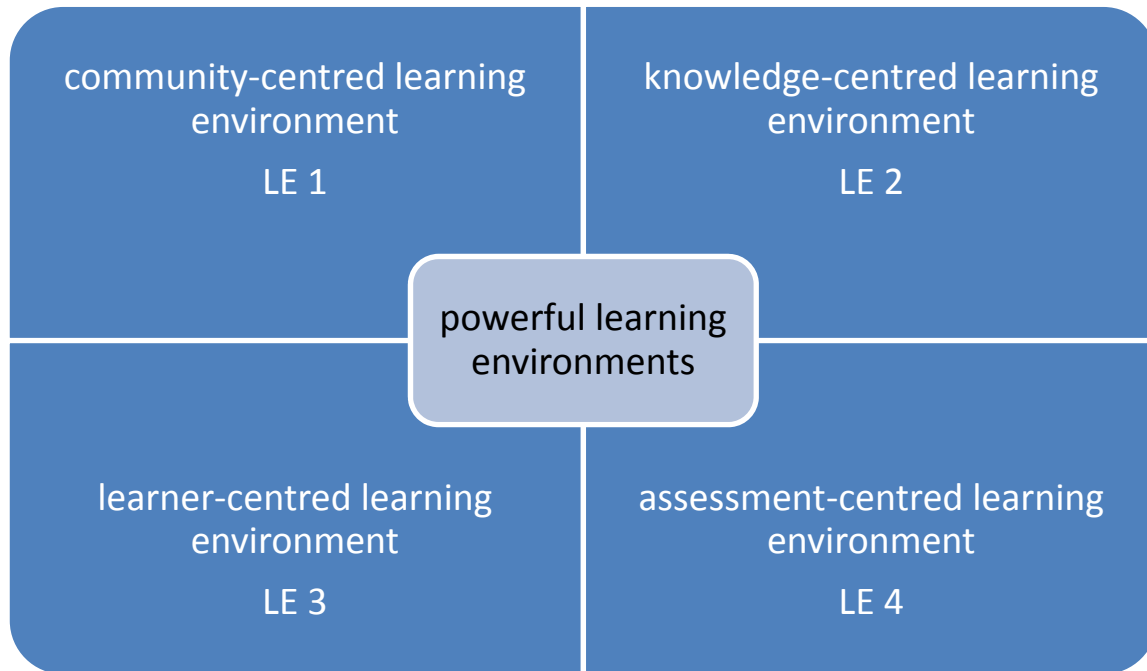 community-centred learning
environment
LE 1
knowledge-centred learning
environment
LE 2
powerful learning
environments
learner-centred learning
environment
LE 3
assessment-centred learning
environment
LE 4